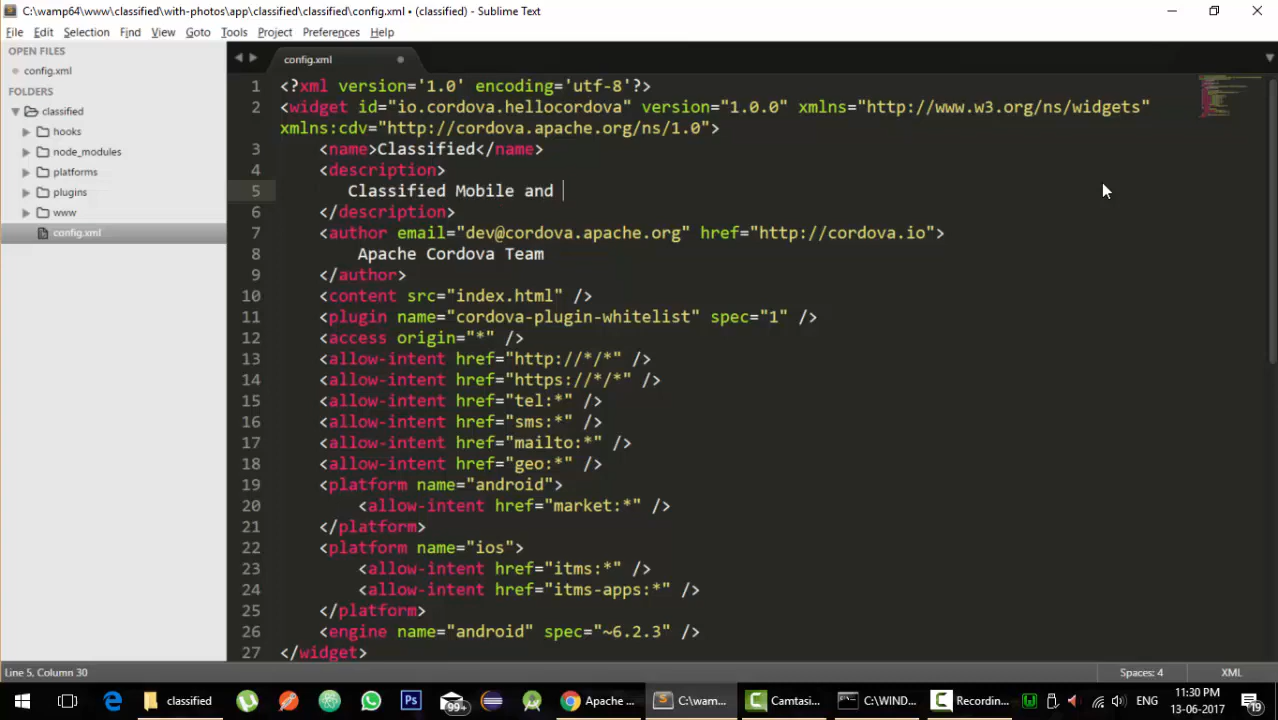 C:\wamp64\www\classified\with-photos\app\classified\classified\config.xml • (classified) - Sublime Text
File Edit Selection Find View Goto Tools Project Preferences Help
OPEN FILES
config.xml
FOLDERS
classified
hooks
node_modules
platforms
plugins
www
config.xml
config.xml
1 <?xml version='1.0' encoding='utf-8'?>
2 <widget id="io.cordova.hellocordova" version="1.0.0" xmlns="http://www.w3.org/ns/widgets"
xmlns:cdv="http://cordova.apache.org/ns/1.0">
3 <name>Classified</name>
4 <description>
5 Classified Mobile and
6 </description>
7 <author email="dev@cordova.apache.org" href="http://cordova.io">
8 Apache Cordova Team
9 </author>
10 <content src="index.html" />
11 <plugin name="cordova-plugin-whitelist" spec="1" />
12 <access origin="*" />
13 <allow-intent href="http://*/*" />
14 <allow-intent href="https://*/*" />
15 <allow-intent href="tel:*" />
16 <allow-intent href="sms:*" />
17 <allow-intent href="mailto:*" />
18 <allow-intent href="geo:*" />
19 <platform name="android">
20 <allow-intent href="market:*" />
21 </platform>
22 <platform name="ios">
23 <allow-intent href="itms:*" />
24 <allow-intent href="itms-apps:*" />
25 </platform>
26 <engine name="android" spec="~6.2.3" />
27 </widget>
Line 5, Column 30 Spaces: 4 XML
classified Ps 99+ Apache ... C:\wam... Camtasi... C:\WIND... Recordin... ENG 11:30 PM
13-06-2017 19